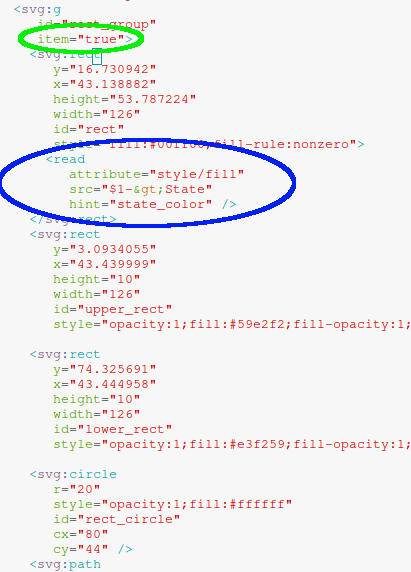 <svg:g
id="rect_group"
item="true">
<svg:rect
y="16.730942"
x="43.138882"
height="53.787224"
width="126"
id="rect"
fill-rule:nonzero">
<read
attribute="style/fill"
src="$1-&gt;State"
hint="state_color" />
</svg:rect>
<svg:rect
y="3.0934055"
x="43.439999"
height="10"
width="126"
id="upper_rect"
style="opacity:1;fill:#59e2f2;fill-opacity:1;
<svg:rect
y="74.325691"
x="43.444958"
height="10"
width="126"
id="lower_rect"
style="opacity:1;fill:#e3f259;fill-opacity:1;
<svg:circle
r="20"
style="opacity:1;fill:#ffffff"
id="rect_circle"
cx="80"
cy="44" />
<svg:path